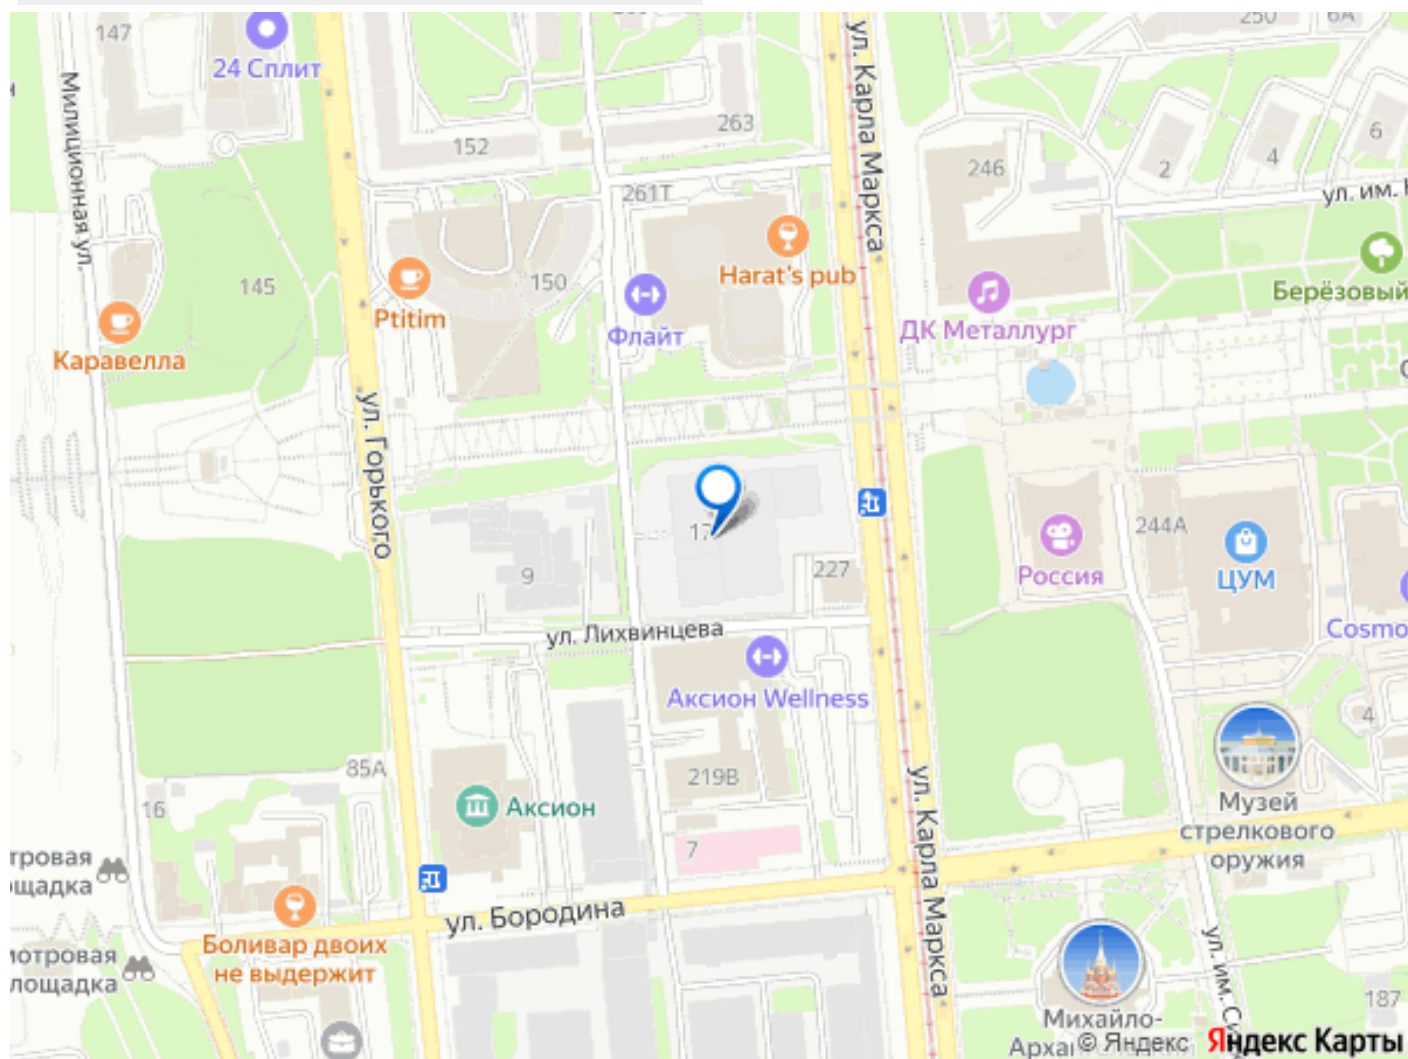 147
24 Сплит
250
6А
ул. Карла Маркса
Милиционная ул.
263
152
246
2
4
6
261Т
ул. им.
Harat's pub
145
150
Ptitim
Флайт
ДК Металлург
Берёзовый
Каравелла
ул. Горького
17
244А
227
9
Россия
ЦУМ
ул. Лихвинцева
Cosmo
Аксион Wellness
4
85А
219В
16
Аксион
ул. Карла Маркса
Музей
стрелкового
оружия
7
ул. Бородина
Боливар двоих
не выдержит
площадка
ул. им.
187
Михайло-
© Яндекс
Яндекс Карты